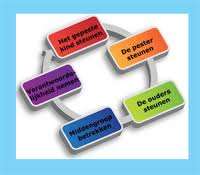 Het gepeste
kind steunen
De pester
steunen
De ouders
steunen
Middengroep
betrekken
Verantwoorde-
lijkheid nemen